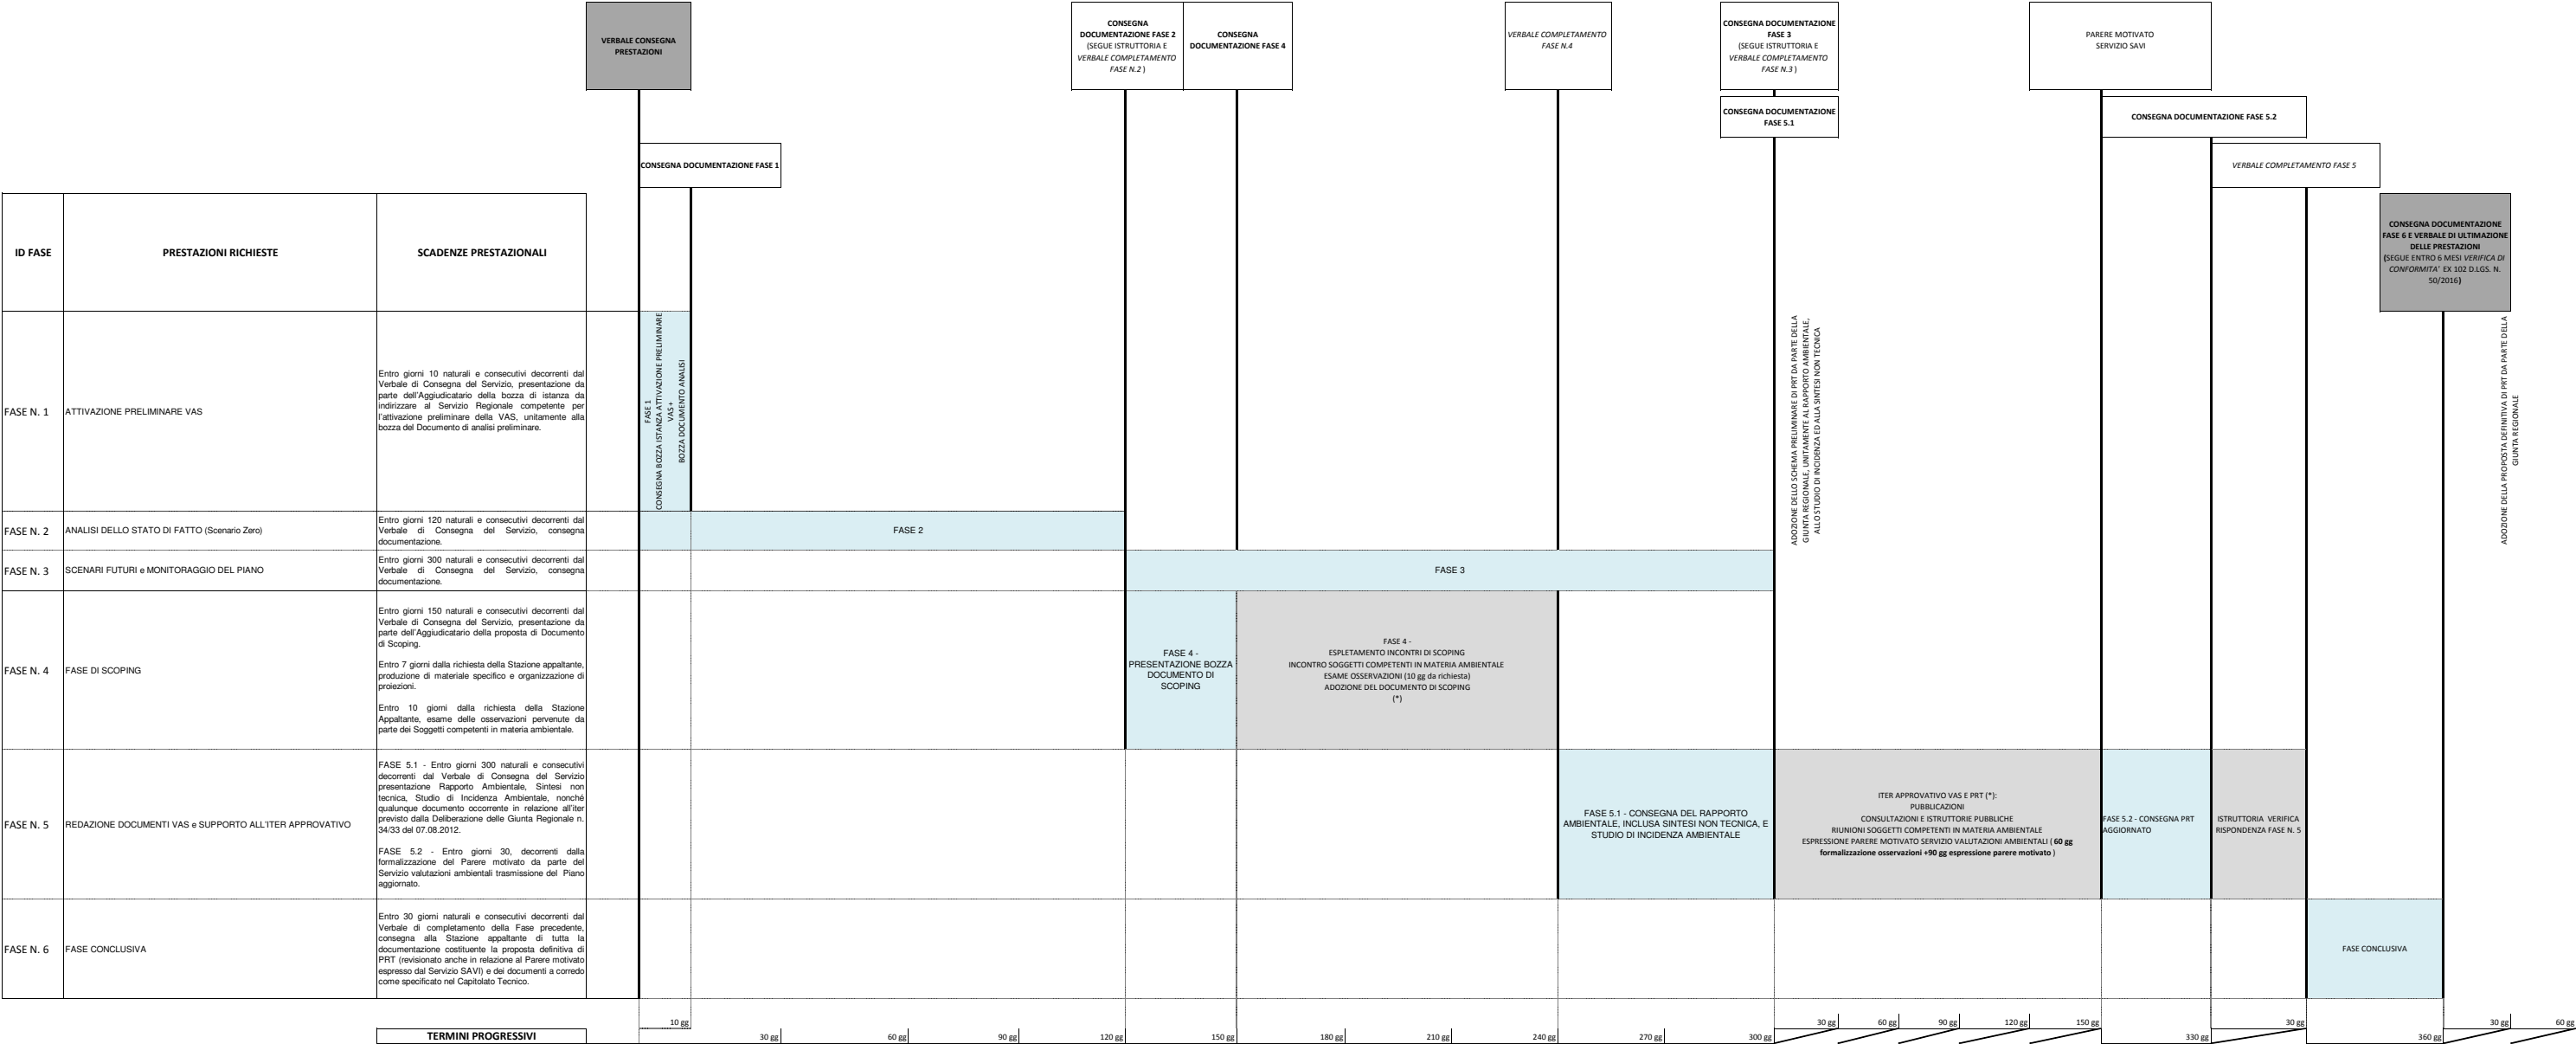 VERBALE CONSEGNA
PRESTAZIONI
CONSEGNA
DOCUMENTAZIONE FASE 2
(SEGUE ISTRUTTORIA E
VERBALE COMPLETAMENTO
FASE N.2 )
CONSEGNA
DOCUMENTAZIONE FASE 4
VERBALE COMPLETAMENTO
FASE N.4
CONSEGNA DOCUMENTAZIONE
FASE 3
(SEGUE ISTRUTTORIA E
VERBALE COMPLETAMENTO
FASE N.3 )
PARERE MOTIVATO
SERVIZIO SAVI
CONSEGNA DOCUMENTAZIONE
FASE 5.1
CONSEGNA DOCUMENTAZIONE FASE 5.2
CONSEGNA DOCUMENTAZIONE FASE 1
VERBALE COMPLETAMENTO FASE 5
ID FASE
PRESTAZIONI RICHIESTE
SCADENZE PRESTAZIONALI
CONSEGNA DOCUMENTAZIONE
FASE 6 E VERBALE DI ULTIMAZIONE
DELLE PRESTAZIONI
(SEGUE ENTRO 6 MESI VERIFICA DI
CONFORMITA' EX 102 D.LGS. N.
50/2016)
FASE N. 1
ATTIVAZIONE PRELIMINARE VAS
Entro giorni 10 naturali e consecutivi decorrenti dal
Verbale di Consegna del Servizio, presentazione da
parte dell'Aggiudicatario della bozza di istanza da
indirizzare al Servizio Regionale competente per
l'attivazione preliminare della VAS, unitamente alla
bozza del Documento di analisi preliminare.
FASE 1
CONSEGNA BOZZA ISTANZA ATTIVAZIONE PRELIMINARE
VAS +
BOZZA DOCUMENTO ANALISI
ADOZIONE DELLO SCHEMA PRELIMINARE DI PRT DA PARTE DELLA
GIUNTA REGIONALE, UNITAMENTE AL RAPPORTO AMBIENTALE,
ALLO STUDIO DI INCIDENZA ED ALLA SINTESI NON TECNICA
ADOZIONE DELLA PROPOSTA DEFINITIVA DI PRT DA PARTE DELLA
GIUNTA REGIONALE
FASE N. 2
ANALISI DELLO STATO DI FATTO (Scenario Zero)
Entro giorni 120 naturali e consecutivi decorrenti dal
Verbale di Consegna del Servizio, consegna
documentazione.
FASE 2
FASE N. 3
SCENARI FUTURI e MONITORAGGIO DEL PIANO
Entro giorni 300 naturali e consecutivi decorrenti dal
Verbale di Consegna del Servizio, consegna
documentazione.
FASE 3
FASE N. 4
FASE DI SCOPING
Entro giorni 150 naturali e consecutivi decorrenti dal
Verbale di Consegna del Servizio, presentazione da
parte dell'Aggiudicatario della proposta di Documento
di Scoping.
Entro 7 giorni dalla richiesta della Stazione appaltante,
produzione di materiale specifico e organizzazione di
proiezioni.
Entro 10 giorni dalla richiesta della Stazione
Appaltante, esame delle osservazioni pervenute da
parte dei Soggetti competenti in materia ambientale.
FASE 4 -
PRESENTAZIONE BOZZA
DOCUMENTO DI
SCOPING
FASE 4 -
ESPLETAMENTO INCONTRI DI SCOPING
INCONTRO SOGGETTI COMPETENTI IN MATERIA AMBIENTALE
ESAME OSSERVAZIONI (10 gg da richiesta)
ADOZIONE DEL DOCUMENTO DI SCOPING
(*)
FASE N. 5
REDAZIONE DOCUMENTI VAS e SUPPORTO ALL'ITER APPROVATIVO
FASE 5.1 - Entro giorni 300 naturali e consecutivi
decorrenti dal Verbale di Consegna del Servizio
presentazione Rapporto Ambientale, Sintesi non
tecnica, Studio di Incidenza Ambientale, nonché
qualunque documento occorrente in relazione all'iter
previsto dalla Deliberazione delle Giunta Regionale n.
34/33 del 07.08.2012.
FASE 5.2 - Entro giorni 30, decorrenti dalla
formalizzazione del Parere motivato da parte del
Servizio valutazioni ambientali trasmissione del Piano
aggiornato.
FASE 5.1 - CONSEGNA DEL RAPPORTO
AMBIENTALE, INCLUSA SINTESI NON TECNICA, E
STUDIO DI INCIDENZA AMBIENTALE
ITER APPROVATIVO VAS E PRT (*):
PUBBLICAZIONI
CONSULTAZIONI E ISTRUTTORIE PUBBLICHE
RIUNIONI SOGGETTI COMPETENTI IN MATERIA AMBIENTALE
ESPRESSIONE PARERE MOTIVATO SERVIZIO VALUTAZIONI AMBIENTALI ( 60 gg
formalizzazione osservazioni +90 gg espressione parere motivato )
FASE 5.2 - CONSEGNA PRT
AGGIORNATO
ISTRUTTORIA VERIFICA
RISPONDENZA FASE N. 5
FASE N. 6
FASE CONCLUSIVA
Entro 30 giorni naturali e consecutivi decorrenti dal
Verbale di completamento della Fase precedente,
consegna alla Stazione appaltante di tutta la
documentazione costituente la proposta definitiva di
PRT (revisionato anche in relazione al Parere motivato
espresso dal Servizio SAVI) e dei documenti a corredo
come specificato nel Capitolato Tecnico.
FASE CONCLUSIVA
10 gg
30 gg
60 gg
90 gg
120 gg
150 gg
30 gg
30 gg
60 gg
TERMINI PROGRESSIVI
30 gg
60 gg
90 gg
120 gg
150 gg
180 gg
210 gg
240 gg
270 gg
300 gg
330 gg
360 gg